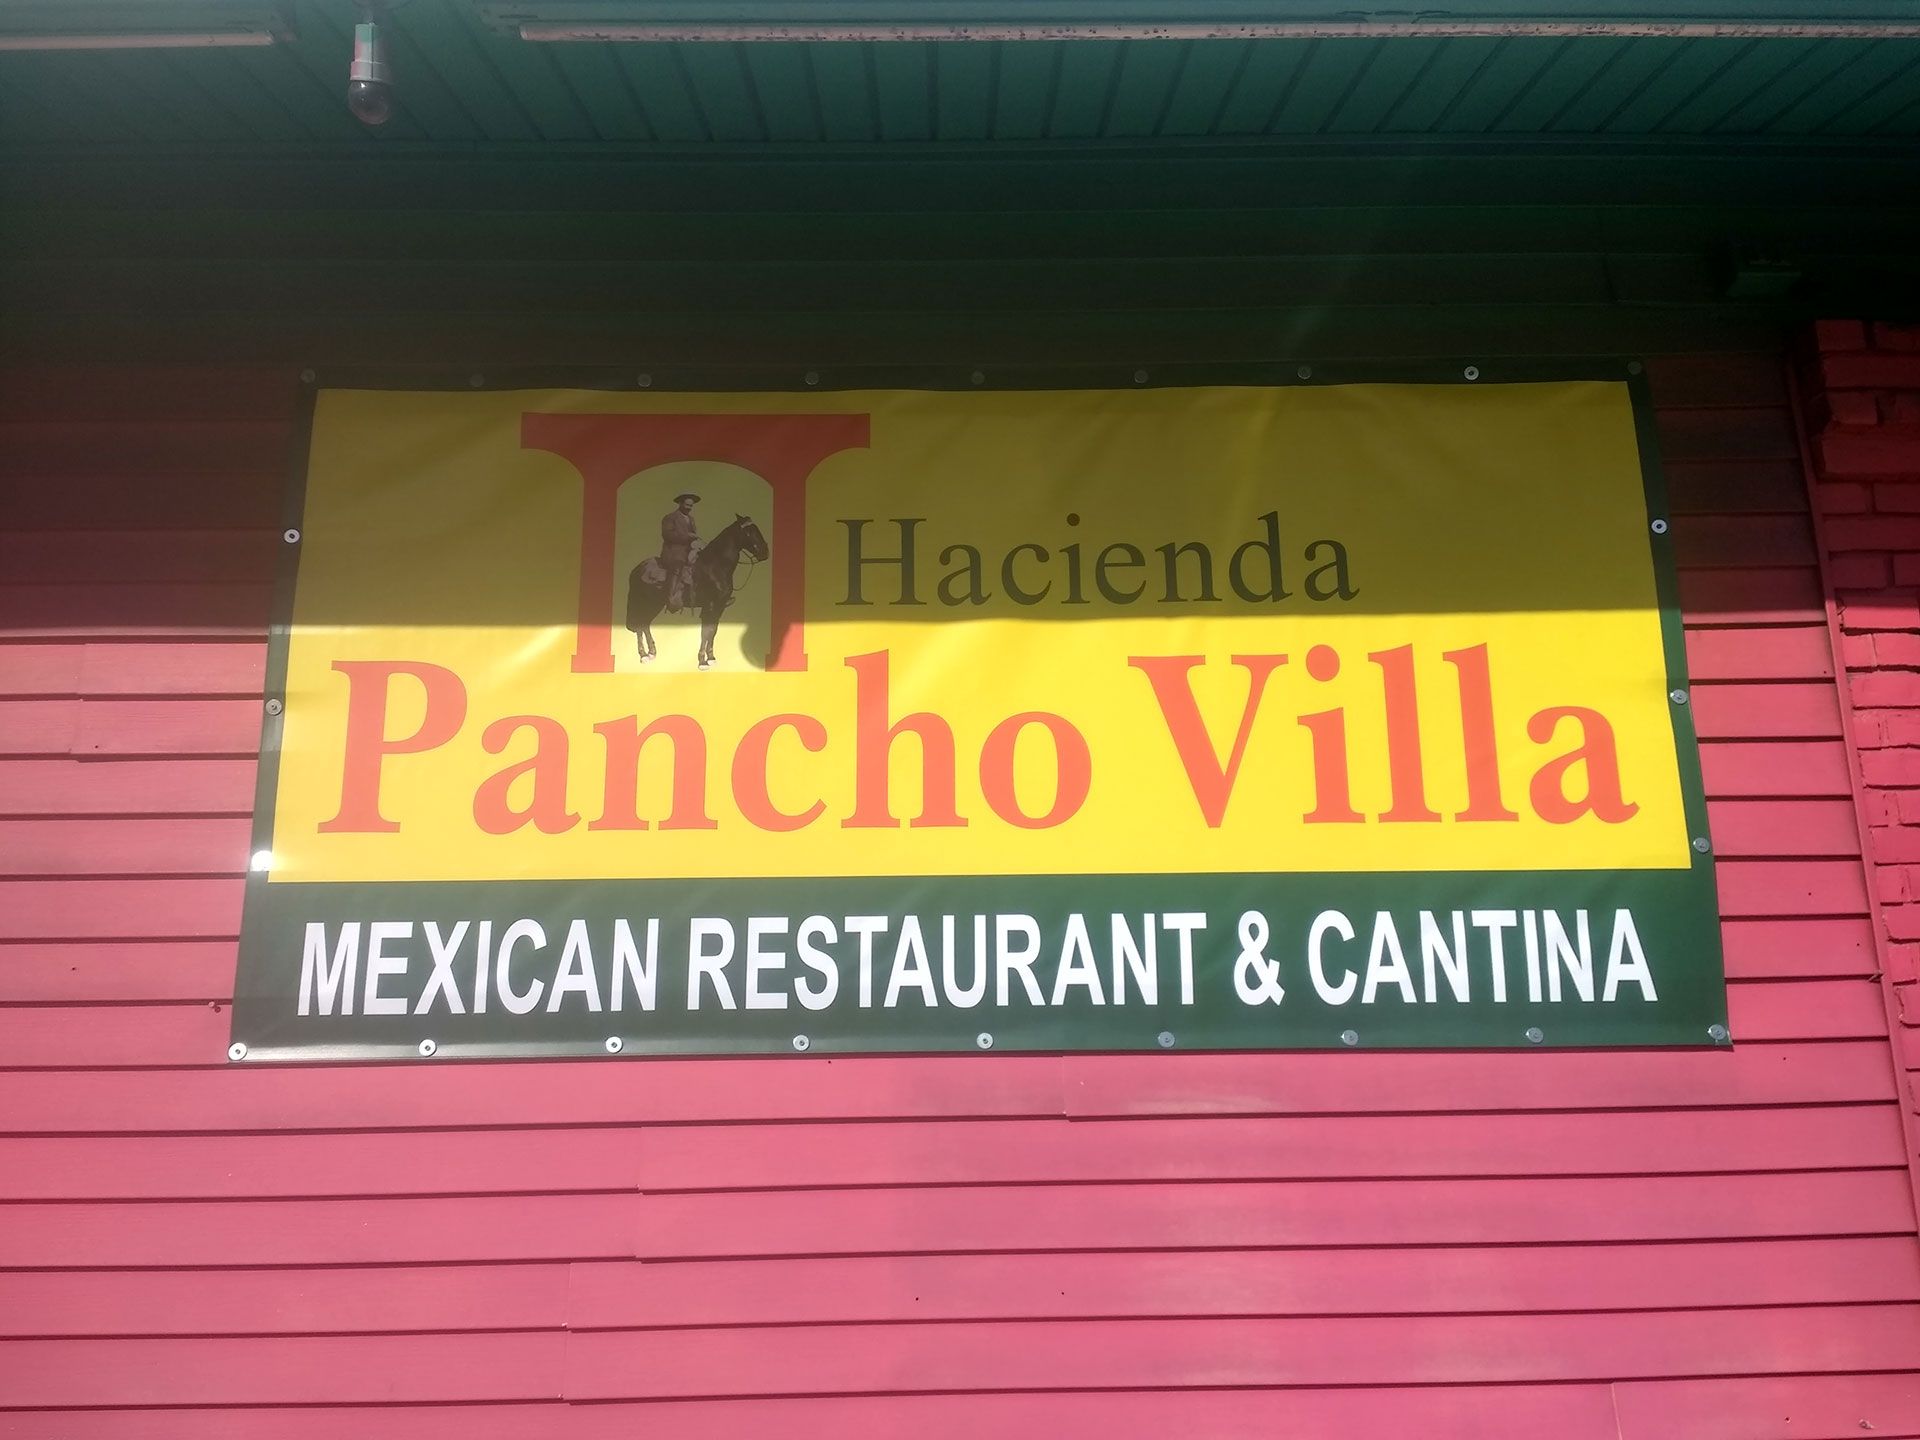 Hacienda
Pancho Villa
MEXICAN RESTAURANT & CANTINA